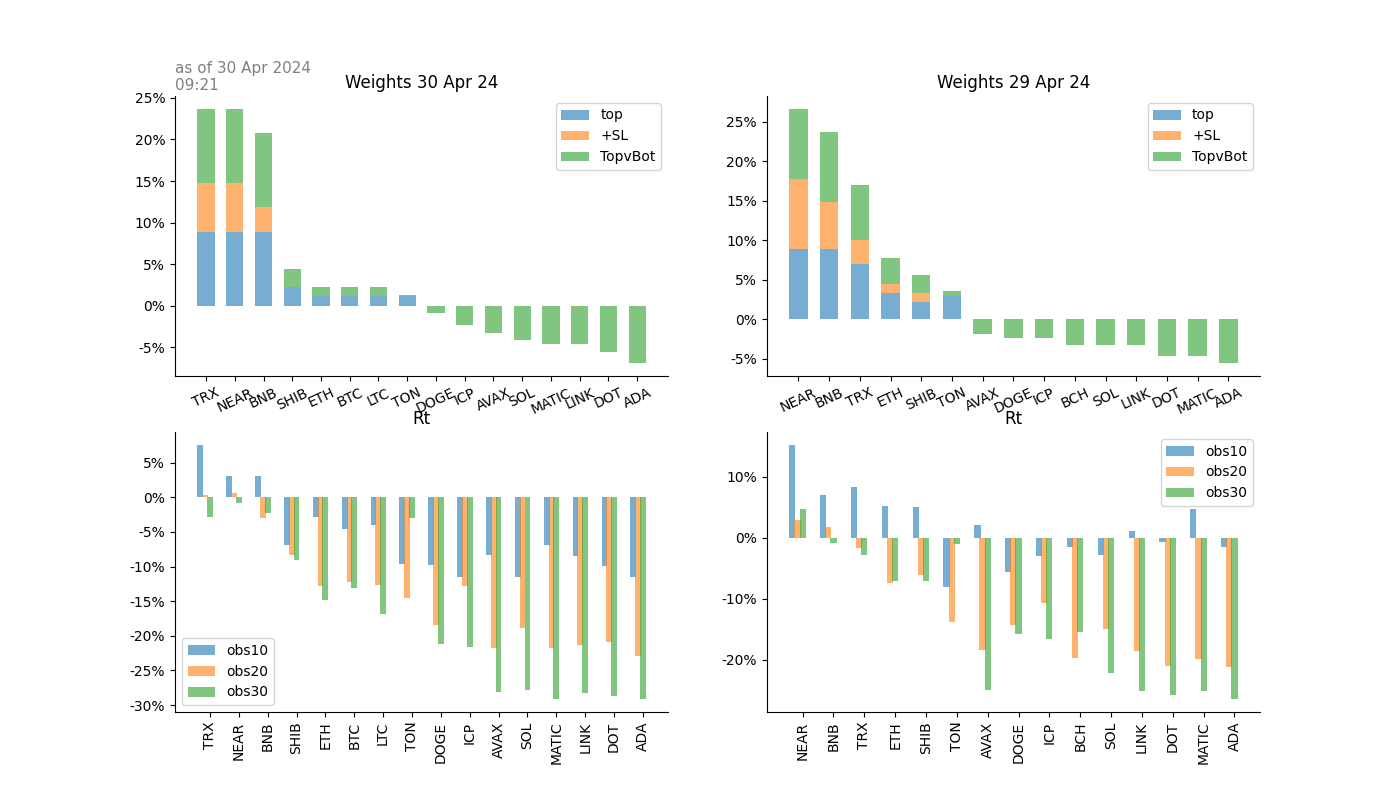 as of 30 Apr 2024
09:21
Weights 30 Apr 24
25%
20%
15%
10%
5%
0%
-5%
top
+SL
TopvBot
TRX NEAR BNB SHIB ETH BTC LTC TON DOGE ICP AVAX SOL MATIC LINK DOT ADA
Weights 29 Apr 24
25%
20%
15%
10%
5%
0%
-5%
top
+SL
TopvBot
NEAR BNB TRX ETH SHIB TON AVAX DOGE ICP BCH SOL LINK DOT MATIC ADA
Rt
5%
0%
-5%
-10%
-15%
-20%
-25%
-30%
obs10
obs20
obs30
TRX NEAR BNB SHIB ETH BTC LTC TON DOGE ICP AVAX SOL MATIC LINK DOT ADA
Rt
10%
0%
-10%
-20%
obs10
obs20
obs30
NEAR BNB TRX ETH SHIB TON AVAX DOGE ICP BCH SOL LINK DOT MATIC ADA